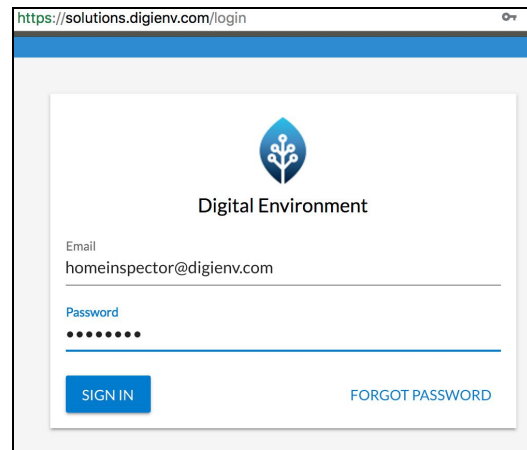 https://solutions.digienv.com/login
Digital Environment
Email
homeinspector@digienv.com
Password
••••••••
SIGN IN FORGOT PASSWORD